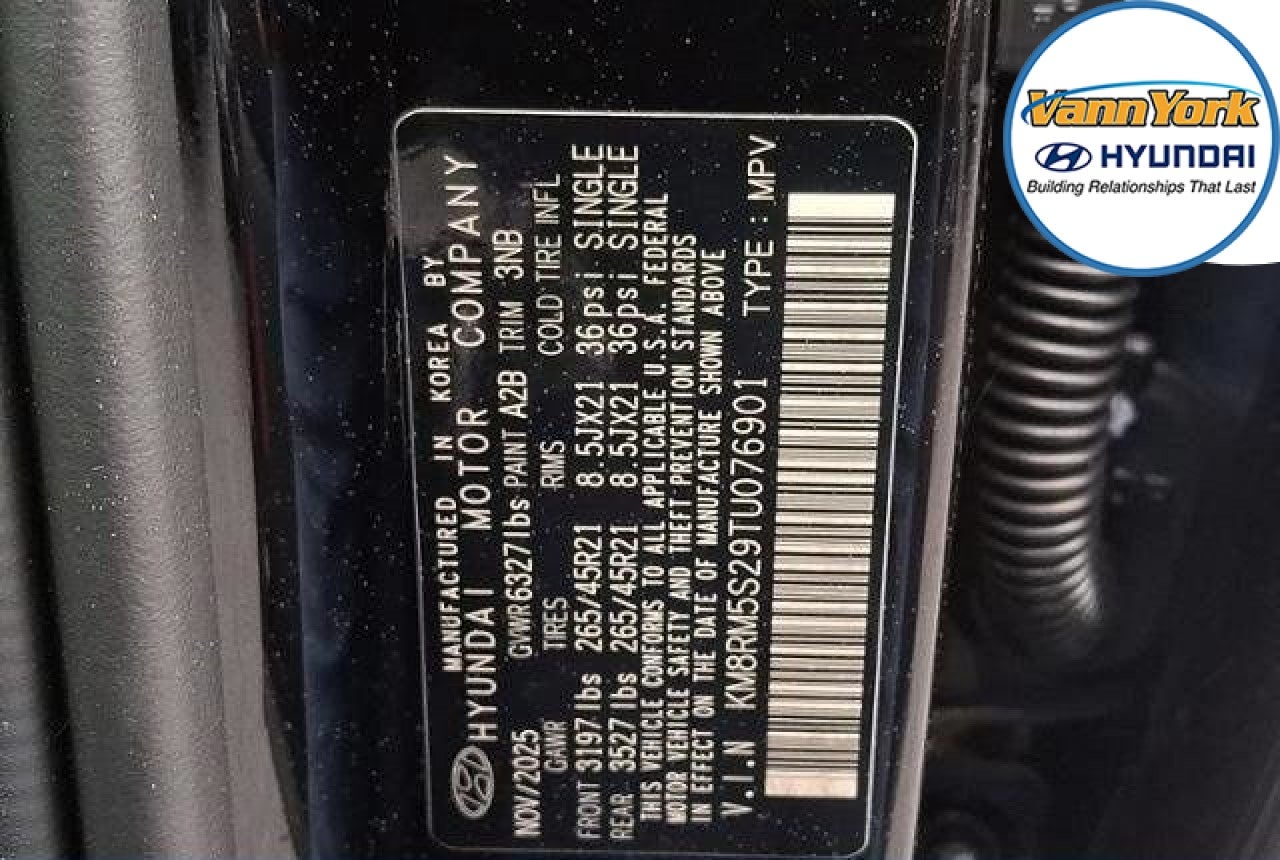 MANUFACTURED IN KOREA BY
HYUNDAI MOTOR COMPANY
NOV/2025 GVWR6327lbs PAINT A2B TRIM 3NB
GAWR TIRES RIMS COLD TIRE INFL
FRONT 3197lbs 265/45R21 8.5JX21 36psi SINGLE
REAR 3527lbs 265/45R21 8.5JX21 36psi SINGLE
THIS VEHICLE CONFORMS TO ALL APPLICABLE U.S.A. FEDERAL
MOTOR VEHICLE SAFETY AND THEFT PREVENTION STANDARDS
IN EFFECT ON THE DATE OF MANUFACTURE SHOWN ABOVE
V.I.N KM8RM5S29TU076901 TYPE : MPV
VannYork
HYUNDAI
Building Relationships That Last